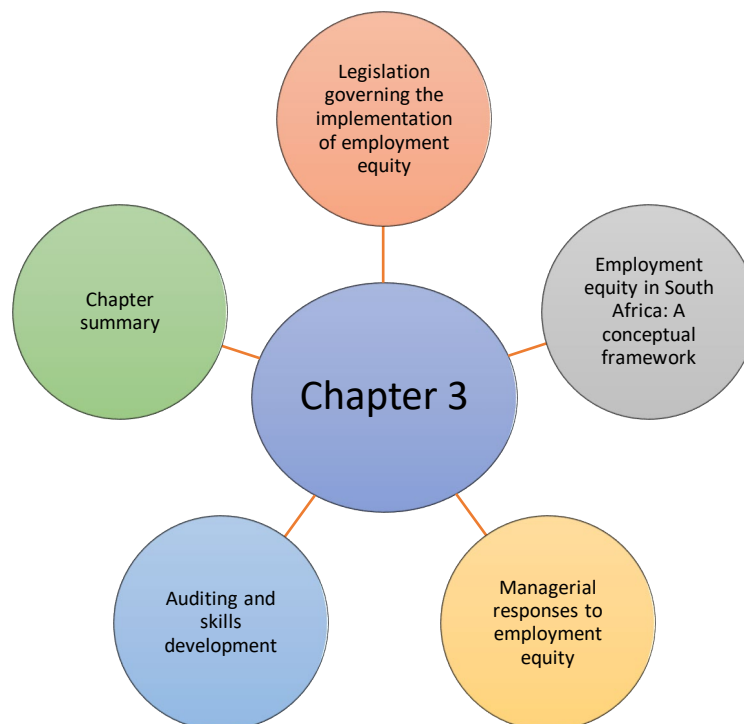 Legislation
governing the
implementation
of employment
equity
Employment
equity in South
Africa: A
conceptual
framework
Managerial
responses to
employment
equity
Auditing and
skills
development
Chapter
summary
Chapter 3